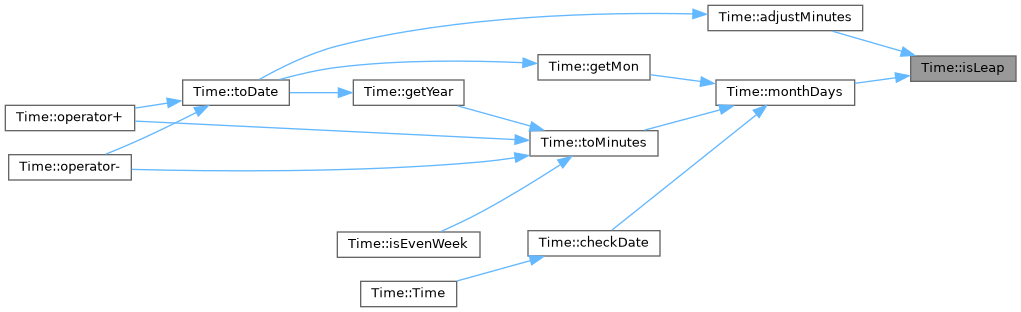 Time::adjustMinutes
Time::isLeap
Time::getMon
Time::monthDays
Time::toDate
Time::getYear
Time::operator+
Time::toMinutes
Time::operator-
Time::isEvenWeek
Time::checkDate
Time::Time